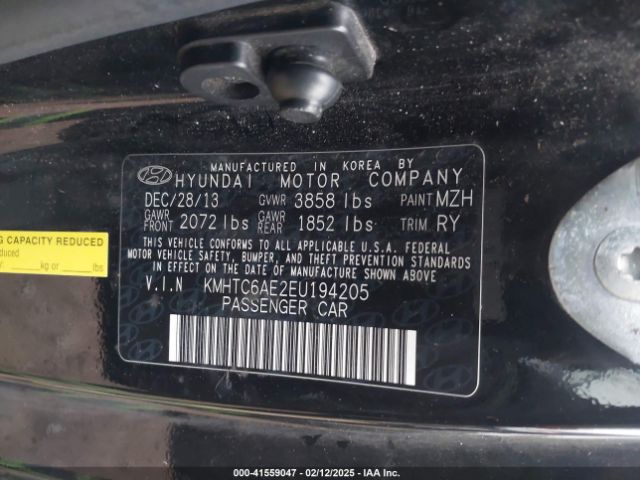 MANUFACTURED IN KOREA BY
HYUNDAI MOTOR COMPANY
DEC/28/13 GVWR 3858 lbs PAINT MZH
GAWR FRONT 2072 lbs GAWR REAR 1852 lbs TRIM RY
THIS VEHICLE CONFORMS TO ALL APPLICABLE U.S.A. FEDERAL
MOTOR VEHICLE SAFETY, BUMPER, AND THEFT PREVENTION STANDARDS
IN EFFECT ON THE DATE OF MANUFACTURE SHOWN ABOVE.
V.I.N KMHTC6AE2EU194205
PASSENGER CAR
G CAPACITY REDUCED
educed
kg or lbs
000 - 41559047 - 02/12/2025 - IAA Inc.